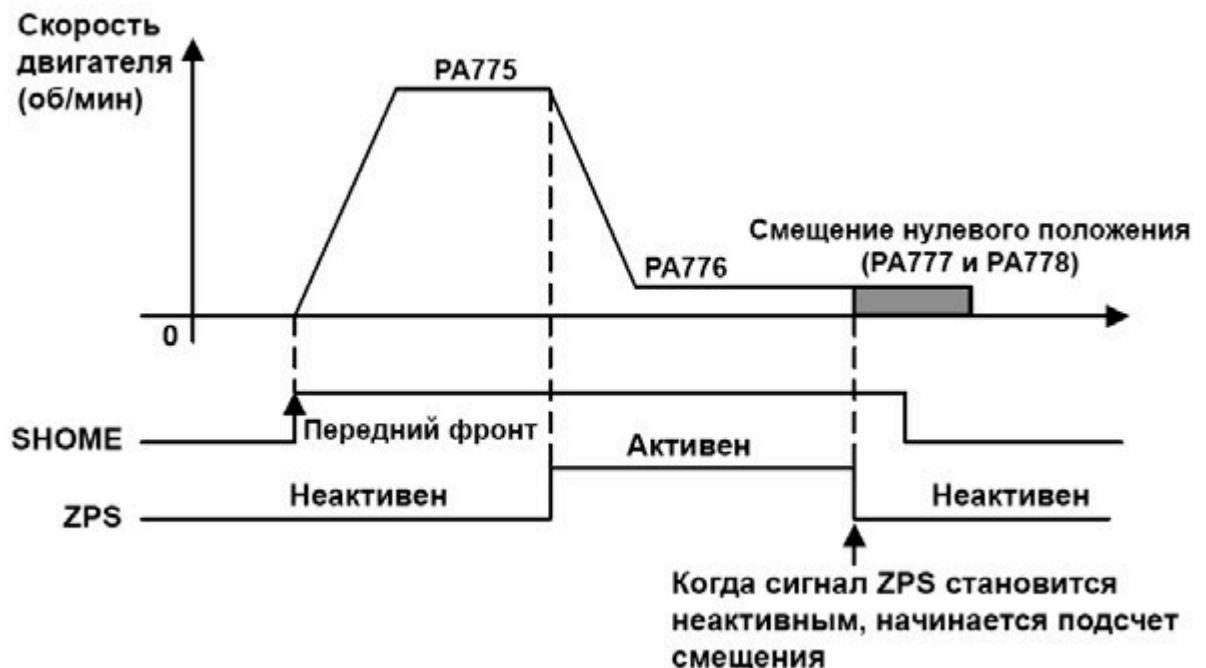 Скорость
двигателя
(об/мин)
PA775
Смещение нулевого положения
(PA777 и PA778)
PA776
0
SHOME
Передний фронт
Активен
ZPS
Неактивен
Неактивен
Когда сигнал ZPS становится
неактивным, начинается подсчет
смещения